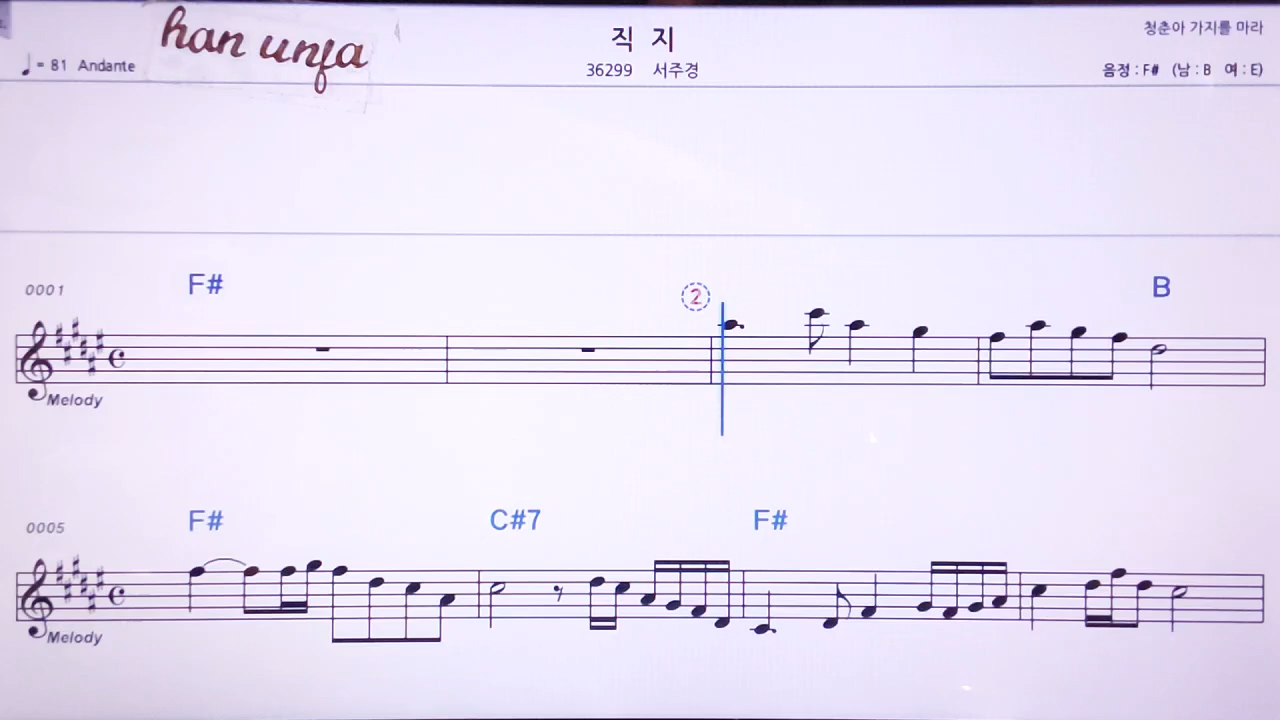 han unfa
직 지
청춘아 가지를 마라
♩= 81 Andante
36299 서주경
음정 : F# (남 : B 여 : E)
0001
F#
2
B
Melody
0005
F#
C#7
F#
Melody